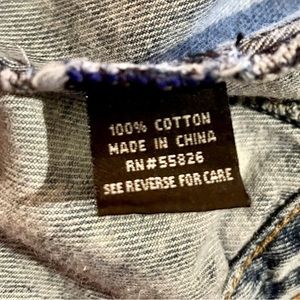 100% COTTON
MADE IN CHINA
RN#55826
SEE REVERSE FOR CARE